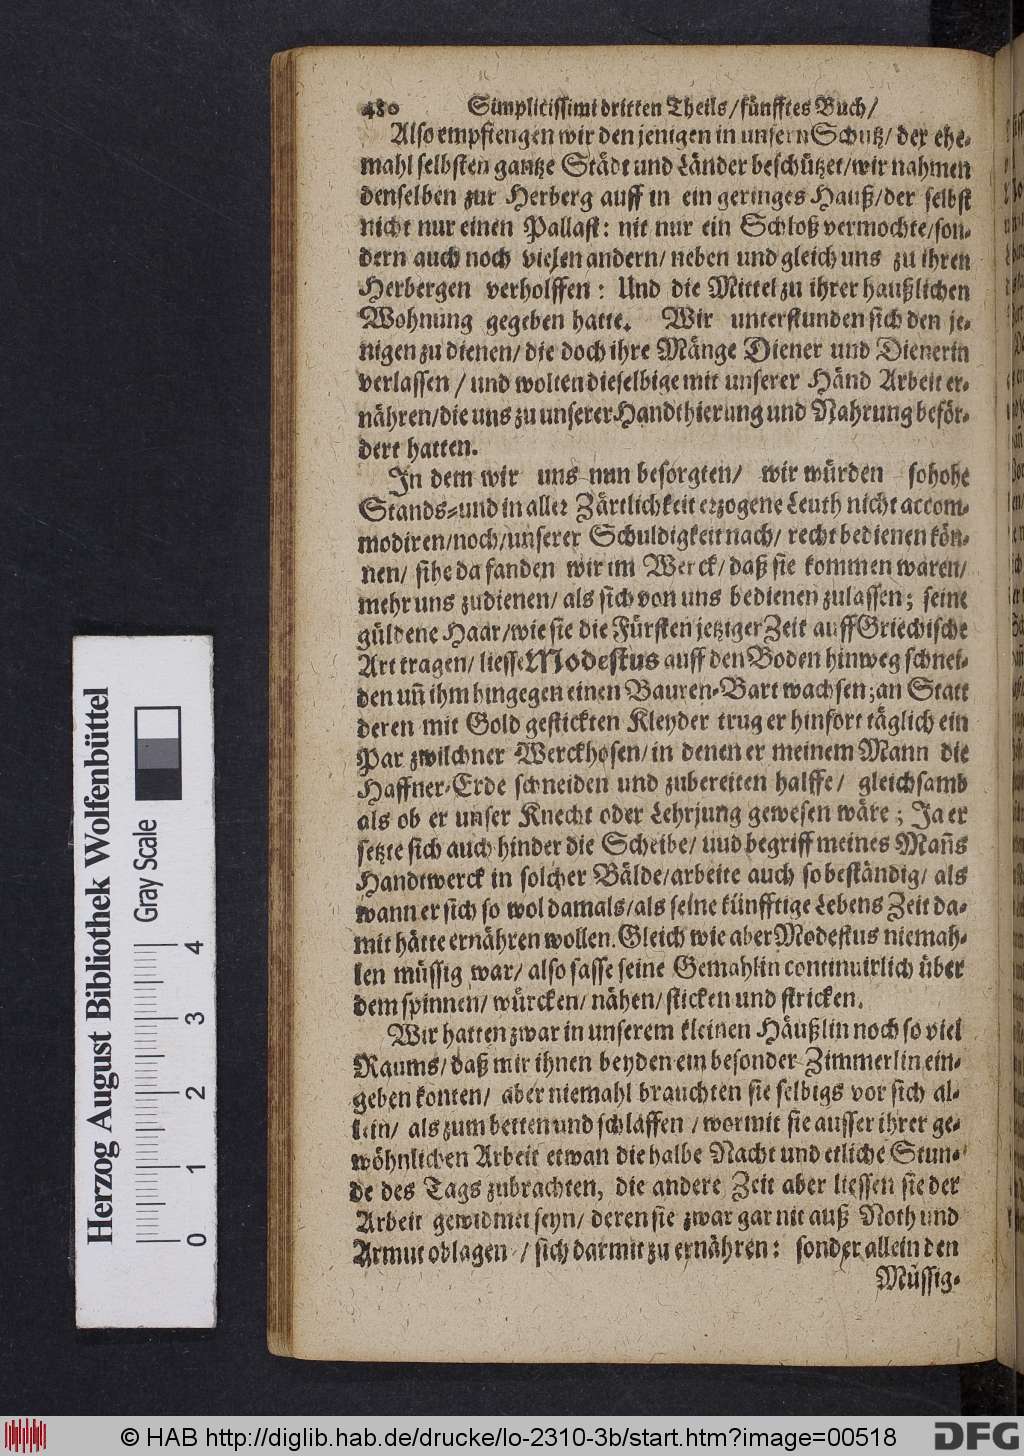 480 Simplicissimi dritten Theils/ fünfftes Buch/
Also empfiengen wir den jenigen in unsern Schutz/ der ehe-
mahl selbsten gantze Städt und Länder beschützet/ wir nahmen
denselben zur Herberg auff in ein geringes Hauß/ der selbst
nicht nur einen Pallast: nit nur ein Schloß vermochte/ son-
dern auch noch vielen andern/ neben und gleich uns zu ihren
Herbergen verholffen: Und die Mittel zu ihrer haußlichen
Wohnung gegeben hatte. Wir unterstunden sich den je-
nigen zu dienen/ die doch ihre Mänge Diener und Dienerin
verlassen/ und wolten dieselbige mit unserer Händ Arbeit er-
nähren/ die uns zu unserer Handthierung und Nahrung beför-
dert hatten.
In dem wir uns nun besorgten/ wir würden so hohe
Stands- und in aller Zärtlichkeit erzogene Leuth nicht accom-
modiren/ noch/ unserer Schuldigkeit nach/ recht bedienen kön-
nen/ sihe da fanden wir im Werck/ daß sie kommen waren/
mehr uns zudienen/ als sich von uns bedienen zulassen; seine
güldene Haar/ wie sie die Fürsten jetziger Zeit auff Griechische
Art tragen/ liesse Modestus auff den Boden hinweg schnei-
den uñ ihm hingegen einen Bauren-Bart wachsen; an Statt
deren mit Gold gestickten Kleyder trug er hinfort täglich ein
Par zwilchner Werckhosen/ in denen er meinem Mann die
Haffner-Erde schneiden und zubereiten halffe/ gleichsamb
als ob er unser Knecht oder Lehrjung gewesen wäre; Ja er
setzte sich auch hinder die Scheibe/ uud begriff meines Mañs
Handtwerck in solcher Bälde/ arbeite auch so beständig/ als
wann er sich so wol damals/ als seine künfftige Lebens Zeit da-
mit hätte ernähren wollen. Gleich wie aber Modestus niemah-
len müssig war/ also sasse seine Gemahlin continuirlich über
dem spinnen/ würcken/ nähen/ sticken und stricken.
Wir hatten zwar in unserem kleinen Häußlin noch so viel
Raums/ daß wir ihnen beyden ein besonder Zimmerlin ein-
geben konten/ aber niemahl brauchten sie selbigs vor sich al-
lein/ als zum betten und schlaffen/ wormit sie ausser ihrer ge-
wöhnlichen Arbeit etwan die halbe Nacht und etliche Stun-
de des Tags zubrachten, die andere Zeit aber liessen sie der
Arbeit gewidmet seyn/ deren sie zwar gar nit auß Noth und
Armut oblagen/ sich darmit zu ernähren: sonder allein den
Müssig-
Herzog August Bibliothek Wolfenbüttel
Gray Scale
0 1 2 3 4
© HAB http://diglib.hab.de/drucke/lo-2310-3b/start.htm?image=00518
DFG